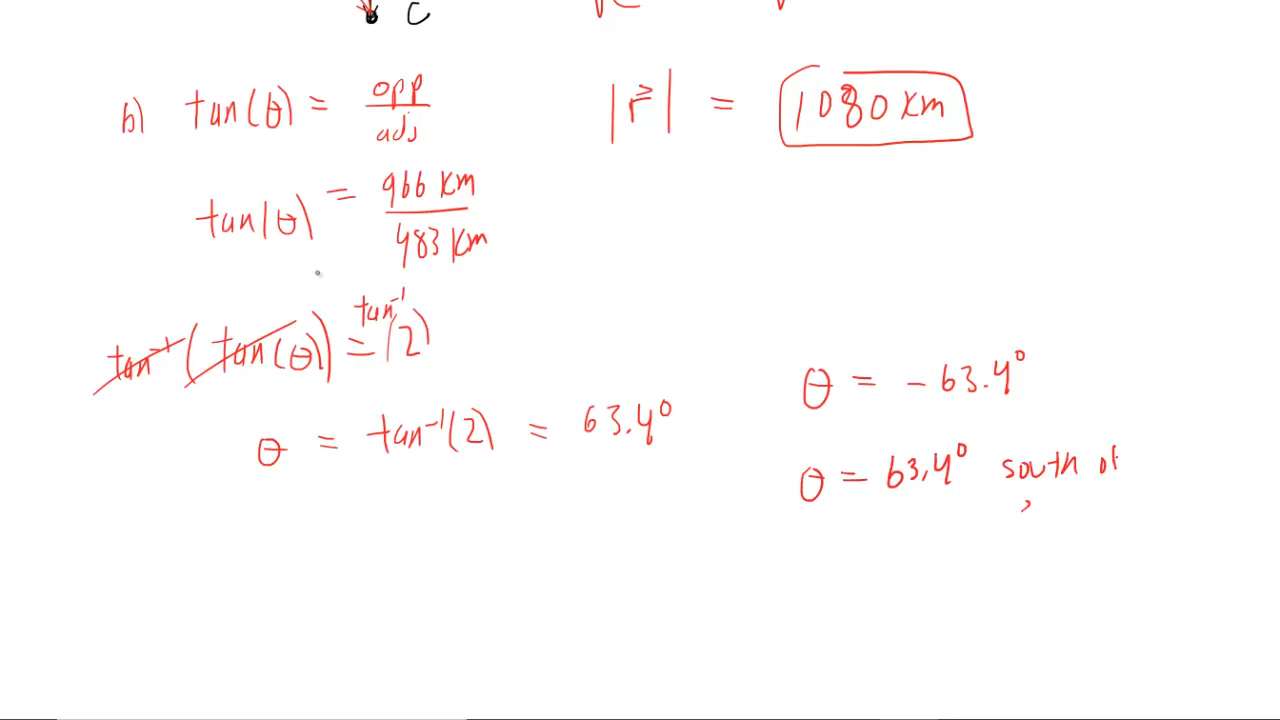 C
b) tan(θ) = opp/adj
|r⃗| = 1080 km
tan(θ) = 966 km / 483 km
tan⁻¹(tan(θ)) = tan⁻¹(2)
θ = tan⁻¹(2) = 63.4°
θ = -63.4°
θ = 63.4° south of